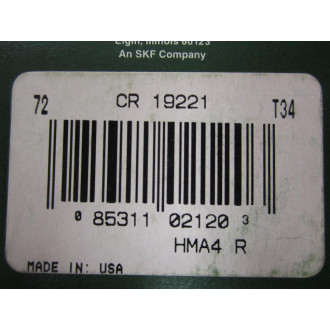 Elgin, Illinois 60123
An SKF Company
72 CR 19221 T34
0 85311 02120 3
HMA4 R
MADE IN: USA